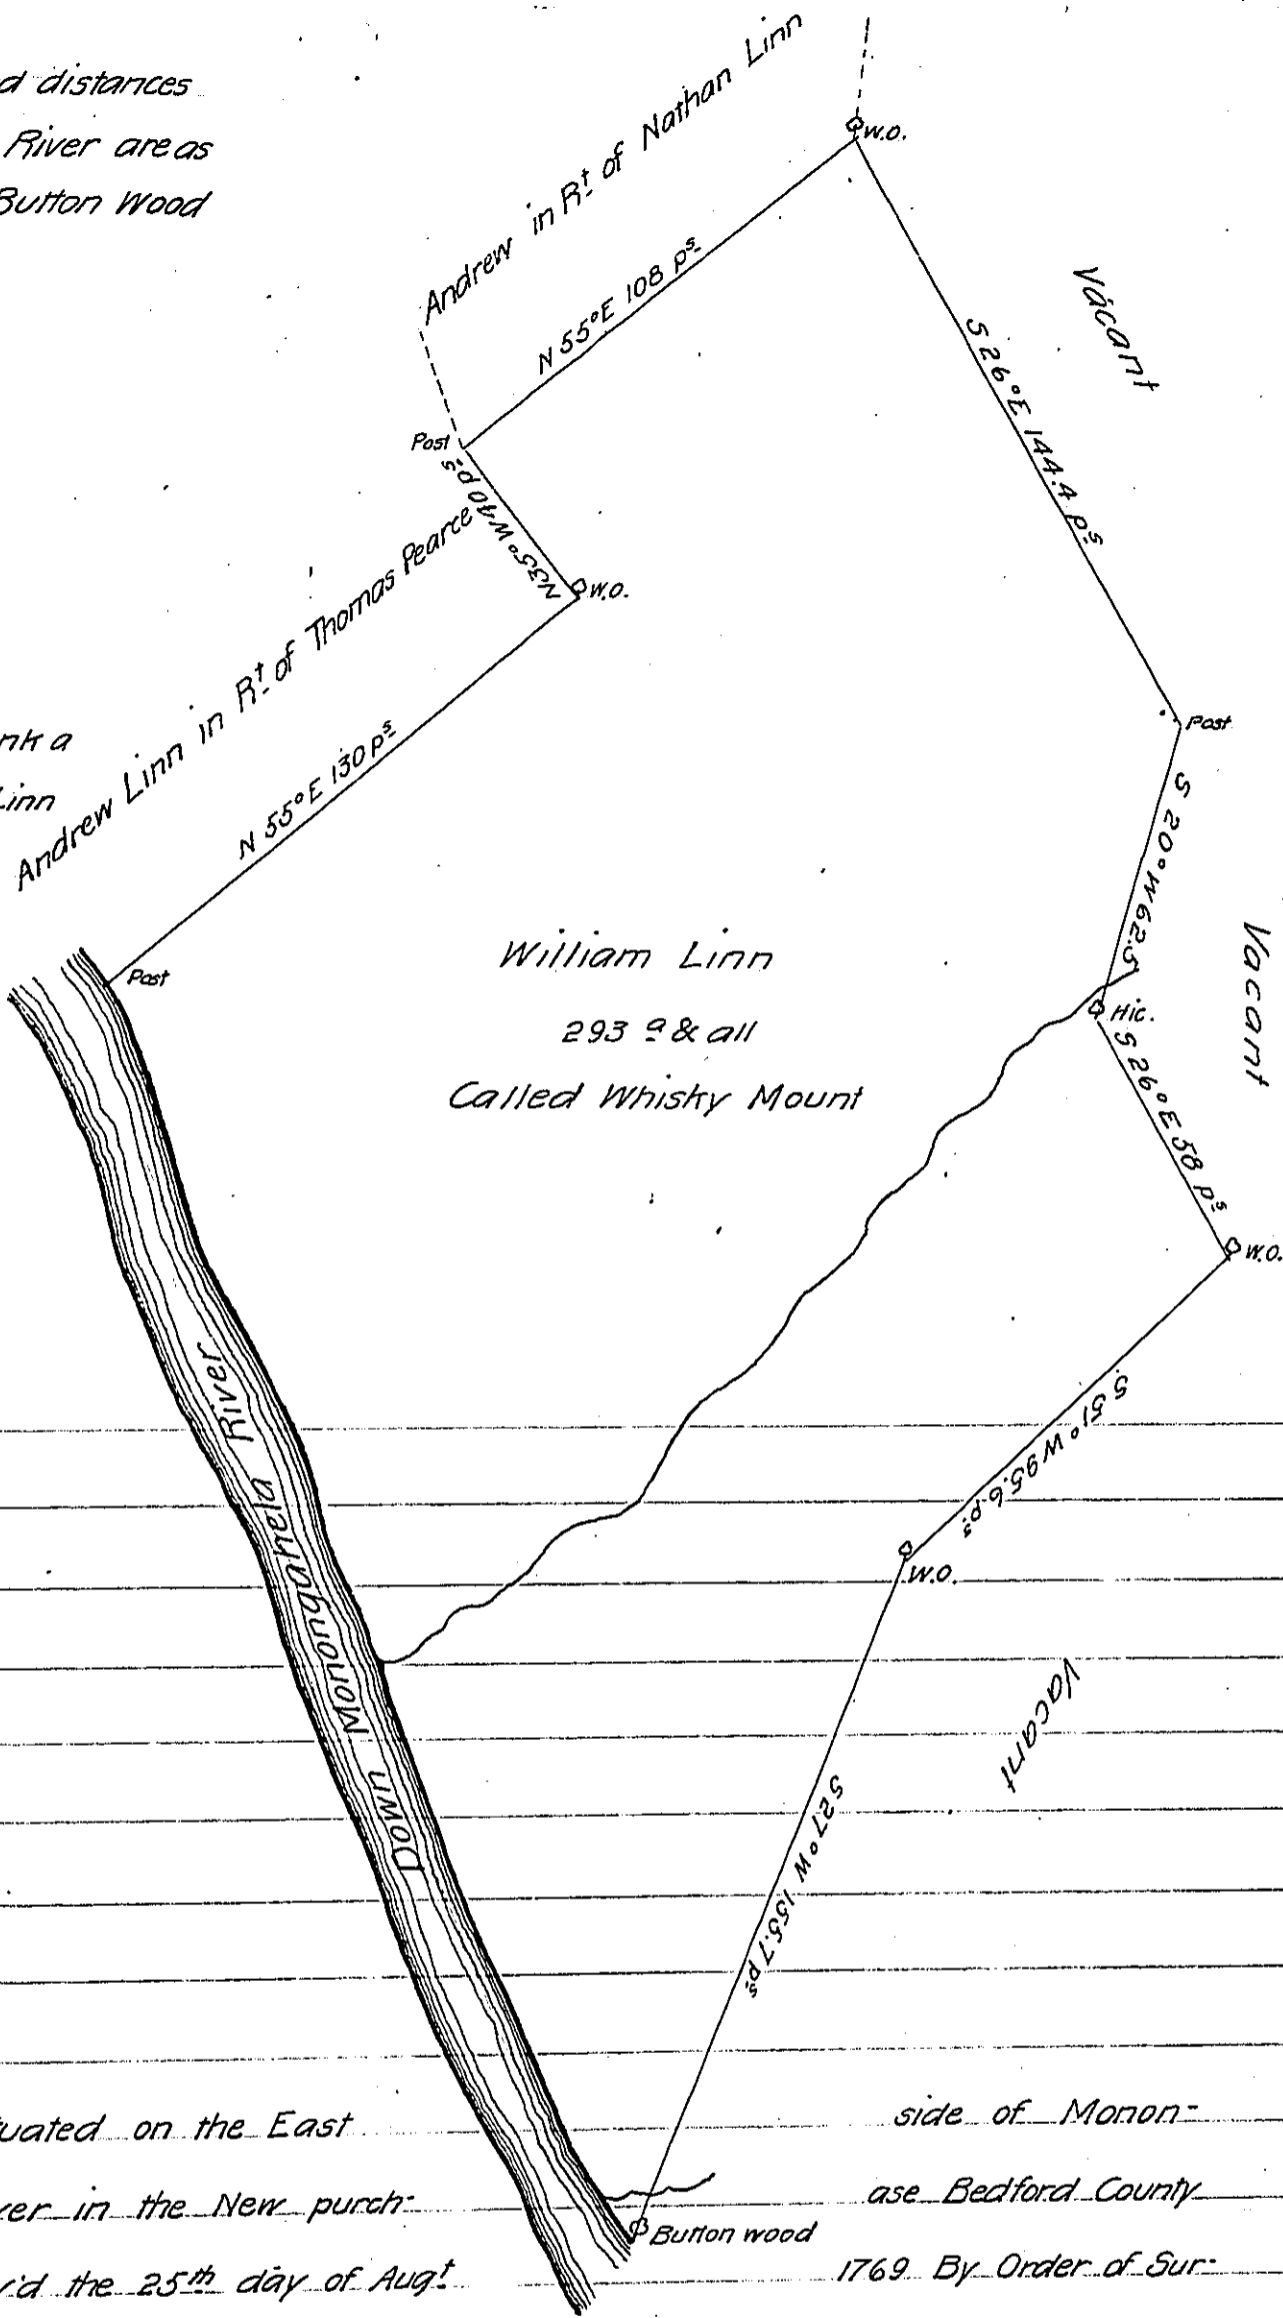 d distances
River areas
Button Wood
Andrew in Rt. of Nathan Linn
W.O.
N 55° E 108 ps.
Vacant
S 26° E 144.4 ps.
Post
N35° W 40 ps.
W.O.
Andrew Linn in Rt. of Thomas Pearce
N 55° E 130 ps.
nk a
Linn
Post
Post
S 20° W 62.5
Vacant
Hic.
William Linn
293 a. & all
Called Whisky Mount
S 26° E 58 ps.
W.O.
S 51° W 95.6 ps.
W.O.
Down Monongahela River
Vacant
S 27° W 155.7 ps.
uated on the East side of Monon-
ver in the New purch- ase Bedford County
Button wood
v'd the 25th day of Augt. 1769 By Order of Sur-